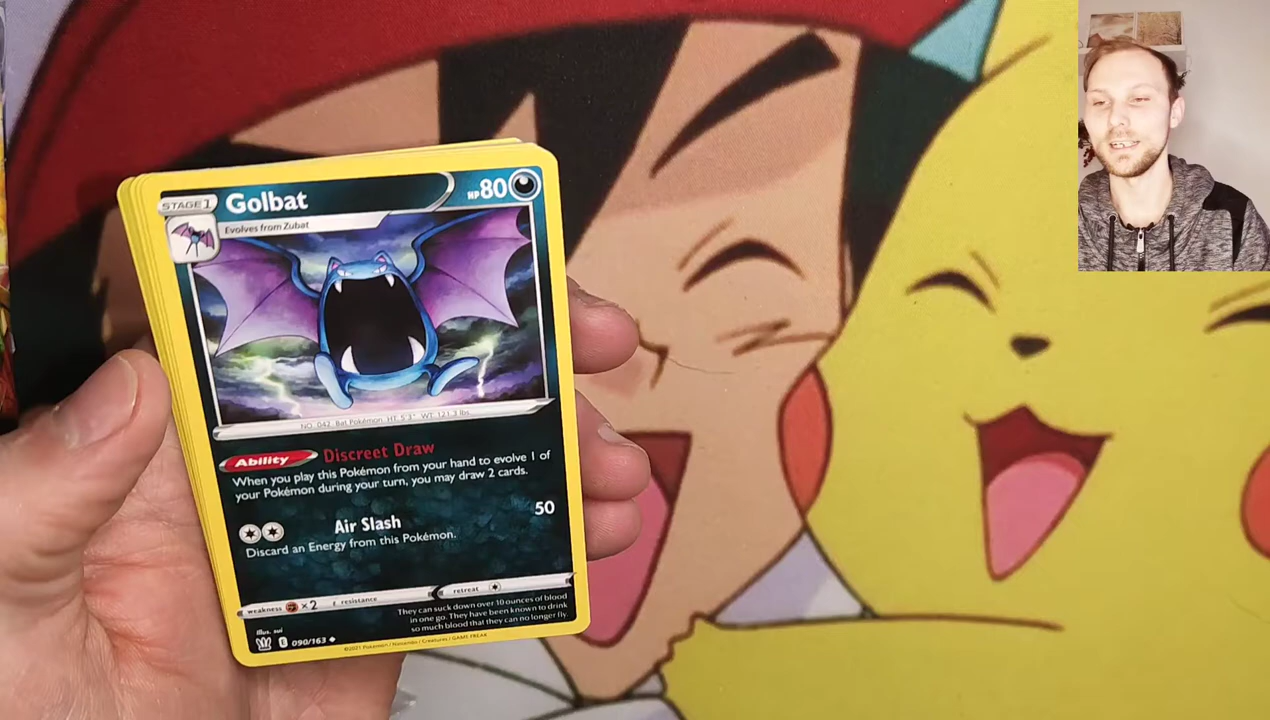 STAGE 1
Golbat
HP 80
Evolves from Zubat
NO. 042 Bat Pokémon HT: 5'3" WT: 121.3 lbs.
Ability Discreet Draw
When you play this Pokémon from your hand to evolve 1 of
your Pokémon during your turn, you may draw 2 cards.
Air Slash 50
Discard an Energy from this Pokémon.
weakness ×2 resistance retreat
They can suck down over 10 ounces of blood
in one go. They have been known to drink
so much blood that they can no longer fly.
Illus. sui
E 090/163
©2021 Pokémon / Nintendo / Creatures / GAME FREAK